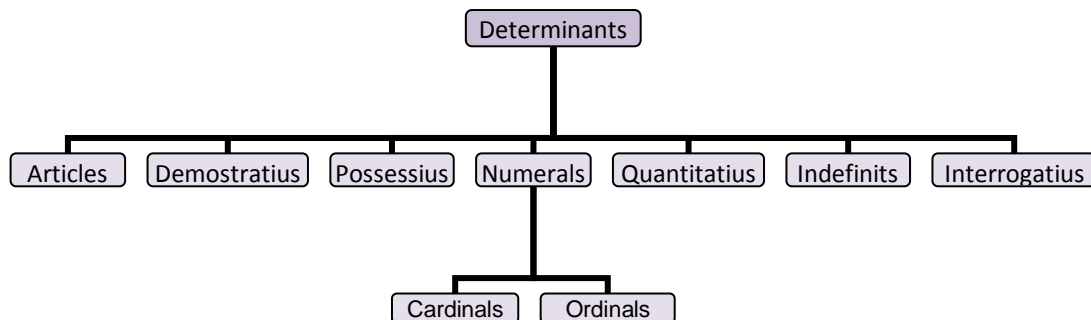 Determinants
Articles Demostratius Possessius Numerals Quantitatius Indefinits Interrogatius
Cardinals Ordinals